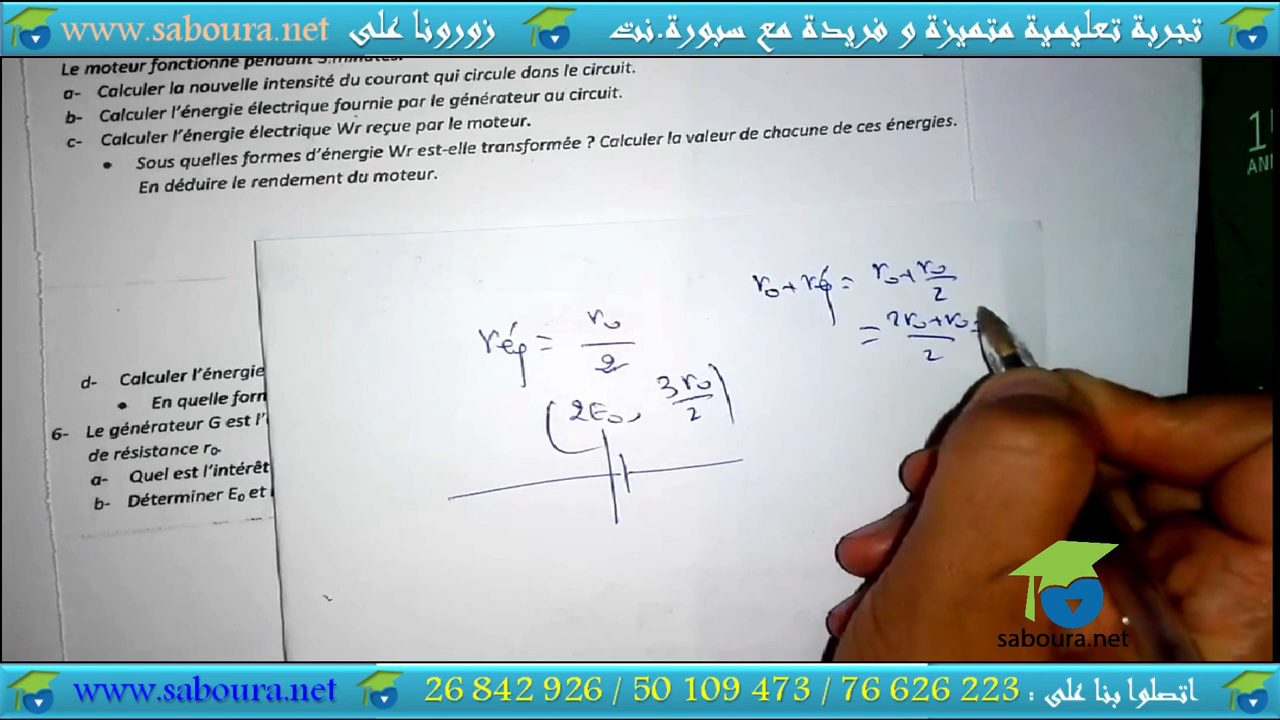 www.saboura.net زورونا على تجربة تعليمية متميزة و فريدة مع سبورة.نت
Le moteur fonctionne pendant 3 minutes.
a- Calculer la nouvelle intensité du courant qui circule dans le circuit.
b- Calculer l'énergie électrique fournie par le générateur au circuit.
c- Calculer l'énergie électrique Wr reçue par le moteur.
• Sous quelles formes d'énergie Wr est-elle transformée ? Calculer la valeur de chacune de ces énergies.
En déduire le rendement du moteur.
1
ANI
r₀ + réq = r₀ + r₀/2
= 2r₀ + r₀/2 =
réq = r₀/2
(2E₀, 3r₀/2)
d- Calculer l'énergie
• En quelle
6- Le générateur G est
de résistance r₀.
a- Quel est l'intérêt
b- Déterminer E₀ et
saboura.net
www.saboura.net 26 842 926 / 50 109 473 / 76 626 223 : اتصلوا بنا على